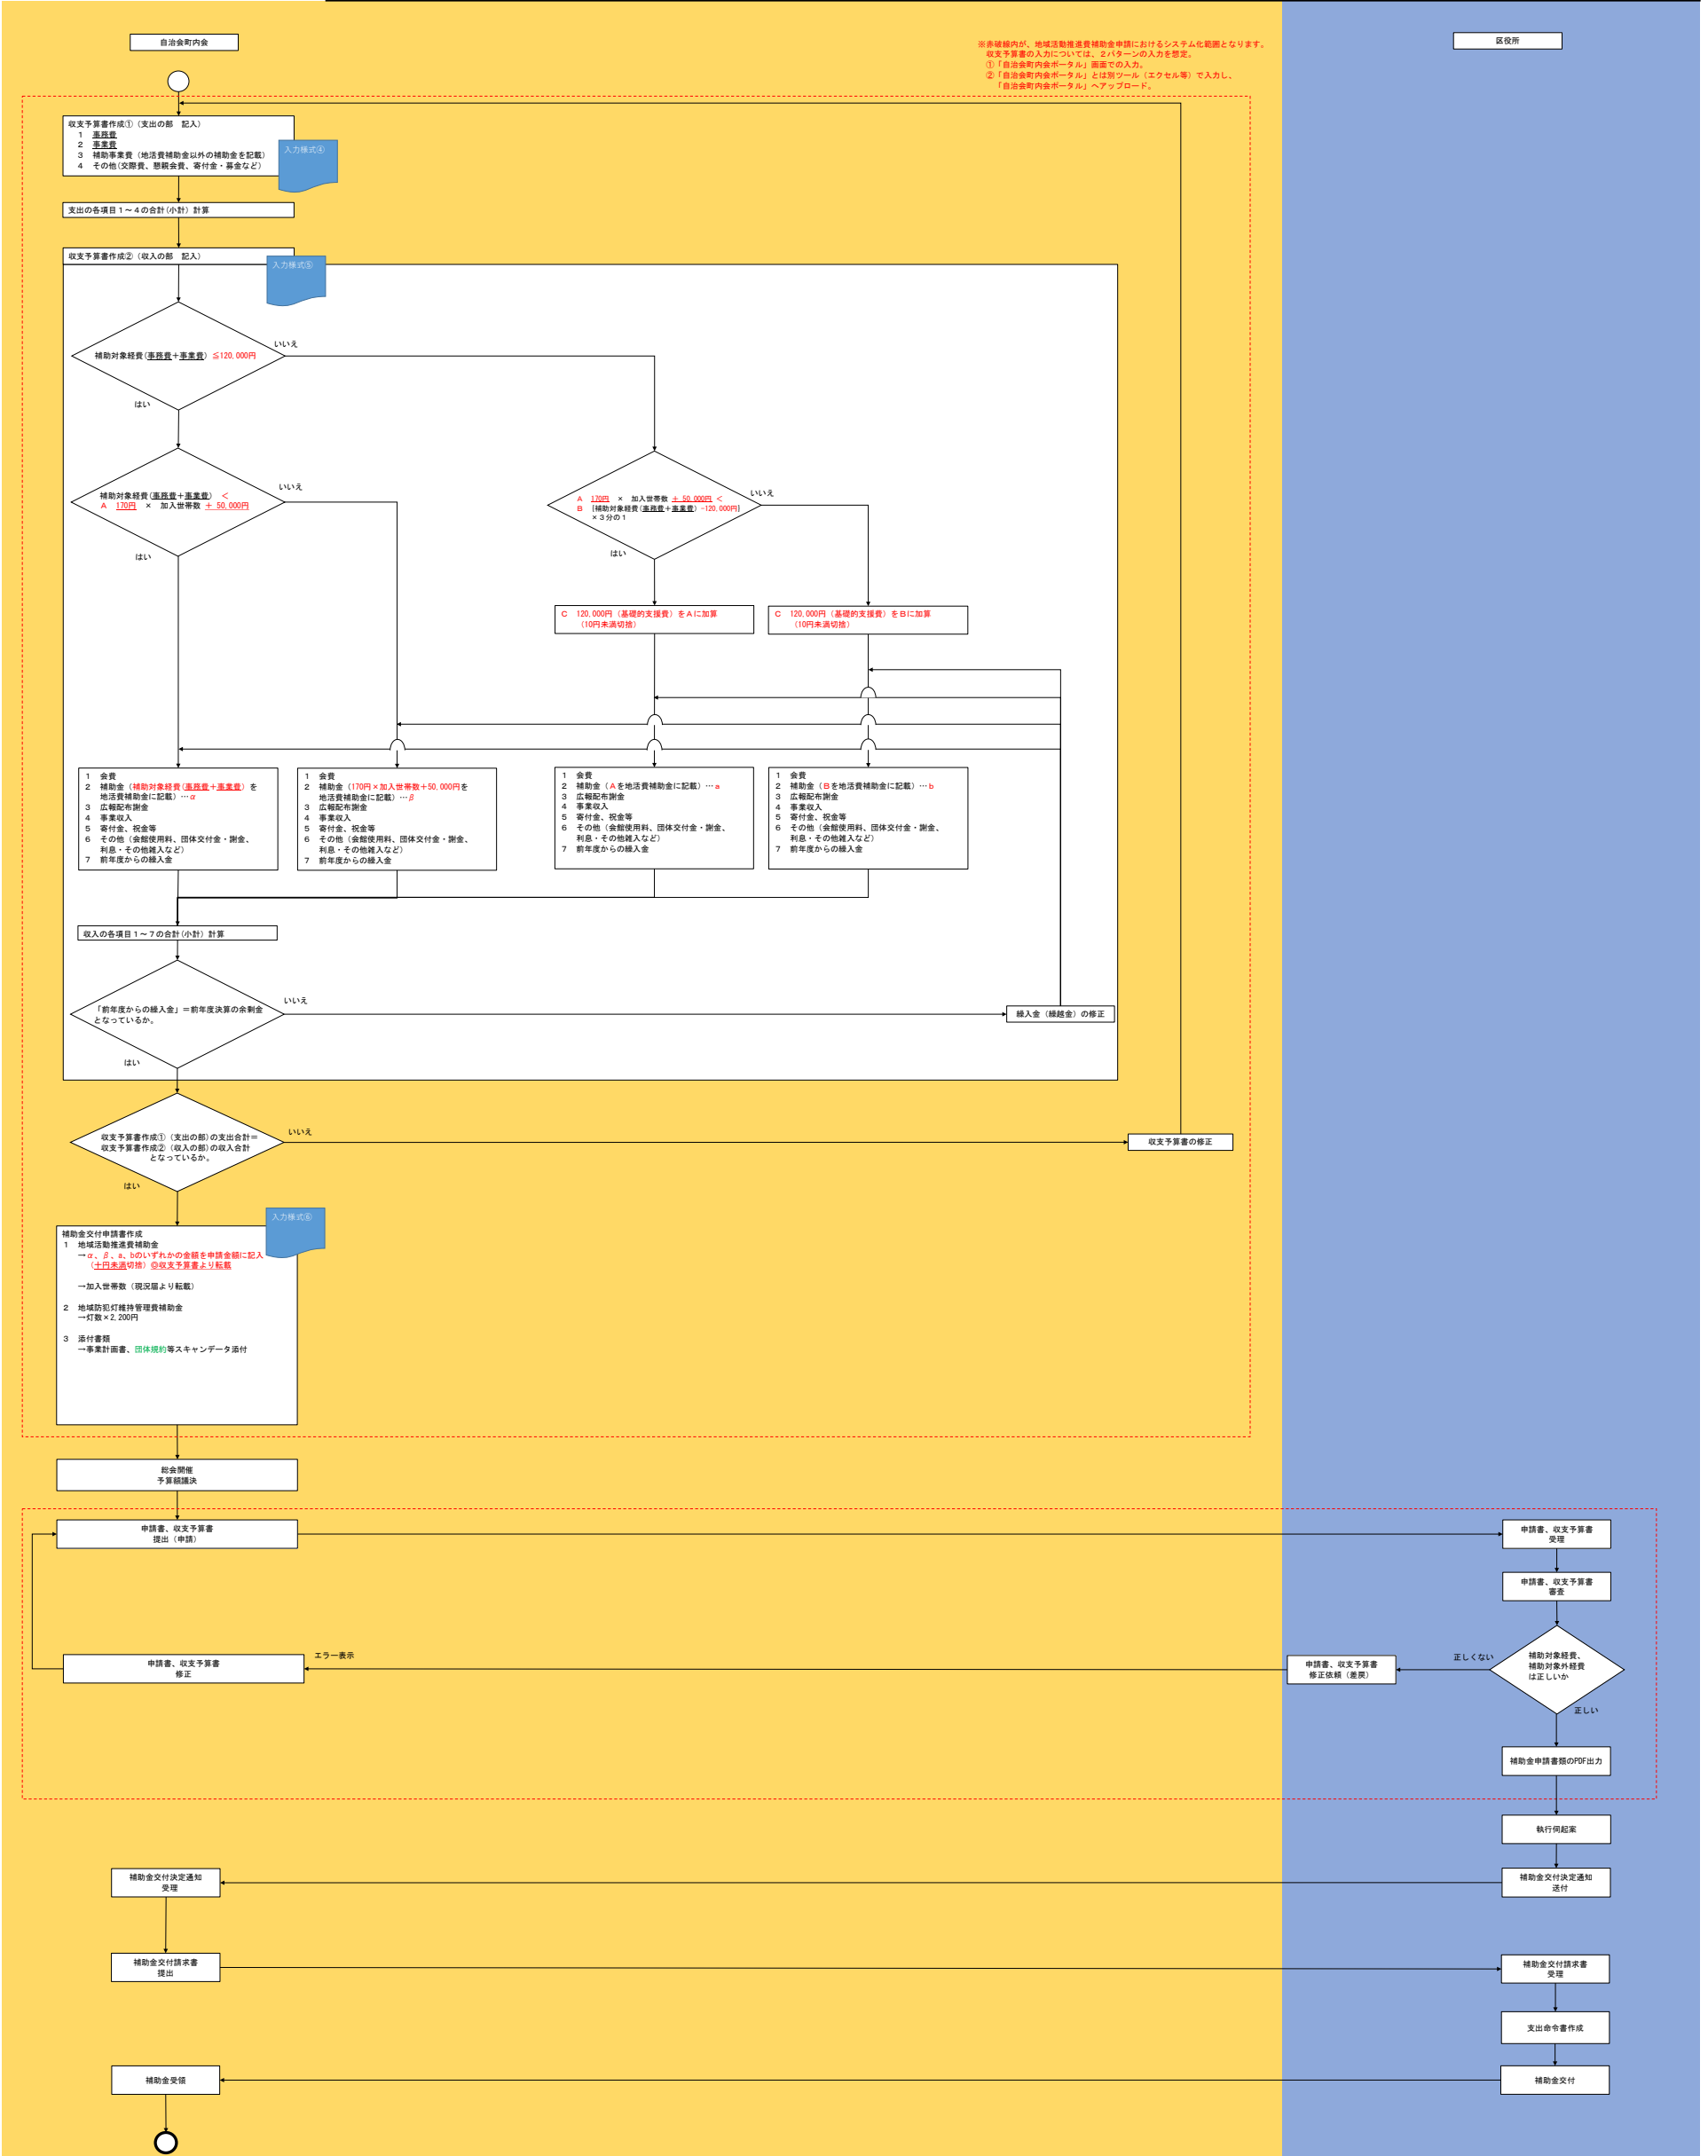 自治会町内会
区役所
※赤破線内が、地域活動推進費補助金申請におけるシステム化範囲となります。
収支予算書の入力については、２パターンの入力を想定。
①「自治会町内会ポータル」画面での入力。
②「自治会町内会ポータル」とは別ツール（エクセル等）で入力し、
「自治会町内会ポータル」へアップロード。
収支予算書作成①（支出の部　記入）
1　事務費
2　事業費
3　補助事業費（地活費補助金以外の補助金を記載）
4　その他(交際費、懇親会費、寄付金・募金など)
入力様式④
支出の各項目１～４の合計(小計) 計算
収支予算書作成②（収入の部　記入）
入力様式⑤
補助対象経費(事務費＋事業費) ≦120,000円
いいえ
はい
補助対象経費(事務費＋事業費)　＜
A　170円　×　加入世帯数 ＋ 50,000円
いいえ
はい
A　170円　×　加入世帯数 ＋ 50,000円 ＜
B　[補助対象経費(事務費＋事業費) -120,000円]
×３分の１
いいえ
はい
C　120,000円（基礎的支援費）をAに加算
（10円未満切捨）
C　120,000円（基礎的支援費）をBに加算
（10円未満切捨）
1　会費
2　補助金（補助対象経費(事務費＋事業費) を
地活費補助金に記載）…α
3　広報配布謝金
4　事業収入
5　寄付金、祝金等
6　その他（会館使用料、団体交付金・謝金、
利息・その他雑入など）
7　前年度からの繰入金
1　会費
2　補助金（170円×加入世帯数＋50,000円を
地活費補助金に記載）…β
3　広報配布謝金
4　事業収入
5　寄付金、祝金等
6　その他（会館使用料、団体交付金・謝金、
利息・その他雑入など）
7　前年度からの繰入金
1　会費
2　補助金（Aを地活費補助金に記載）…a
3　広報配布謝金
4　事業収入
5　寄付金、祝金等
6　その他（会館使用料、団体交付金・謝金、
利息・その他雑入など）
7　前年度からの繰入金
1　会費
2　補助金（Bを地活費補助金に記載）…b
3　広報配布謝金
4　事業収入
5　寄付金、祝金等
6　その他（会館使用料、団体交付金・謝金、
利息・その他雑入など）
7　前年度からの繰入金
収入の各項目１～７の合計(小計) 計算
「前年度からの繰入金」＝前年度決算の余剰金
となっているか。
いいえ
はい
繰入金（繰越金）の修正
収支予算書作成①（支出の部)の支出合計＝
収支予算書作成②（収入の部)の収入合計
となっているか。
いいえ
はい
収支予算書の修正
入力様式⑥
補助金交付申請書作成
1　地域活動推進費補助金
→α、β、a、bのいずれかの金額を申請金額に記入
（十円未満切捨）◎収支予算書より転載
→加入世帯数（現況届より転載）
2　地域防犯灯維持管理費補助金
→灯数×2,200円
3　添付書類
→事業計画書、団体規約等スキャンデータ添付
総会開催
予算額議決
申請書、収支予算書
提出（申請）
申請書、収支予算書
受理
申請書、収支予算書
審査
補助対象経費、
補助対象外経費
は正しいか
正しくない
正しい
申請書、収支予算書
修正依頼（差戻）
エラー表示
申請書、収支予算書
修正
補助金申請書類のPDF出力
執行伺起案
補助金交付決定通知
送付
補助金交付決定通知
受理
補助金交付請求書
提出
補助金交付請求書
受理
支出命令書作成
補助金交付
補助金受領